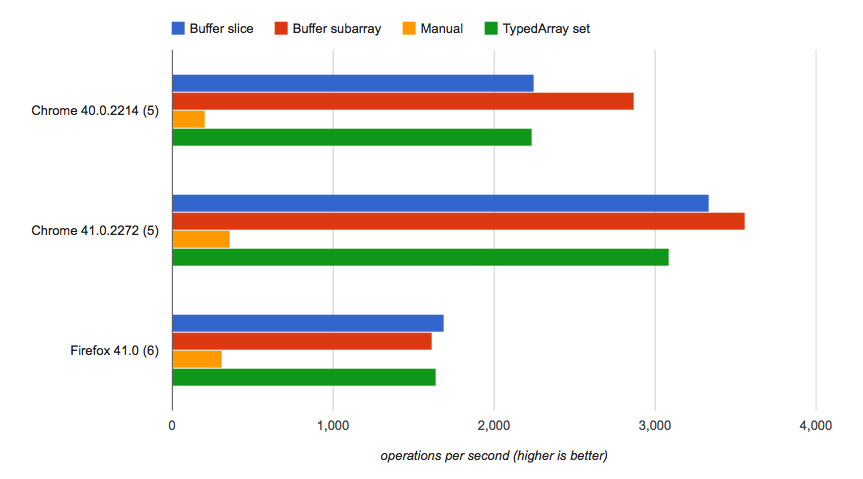 Buffer slice Buffer subarray Manual TypedArray set
Chrome 40.0.2214 (5)
Chrome 41.0.2272 (5)
Firefox 41.0 (6)
0 1,000 2,000 3,000 4,000
operations per second (higher is better)